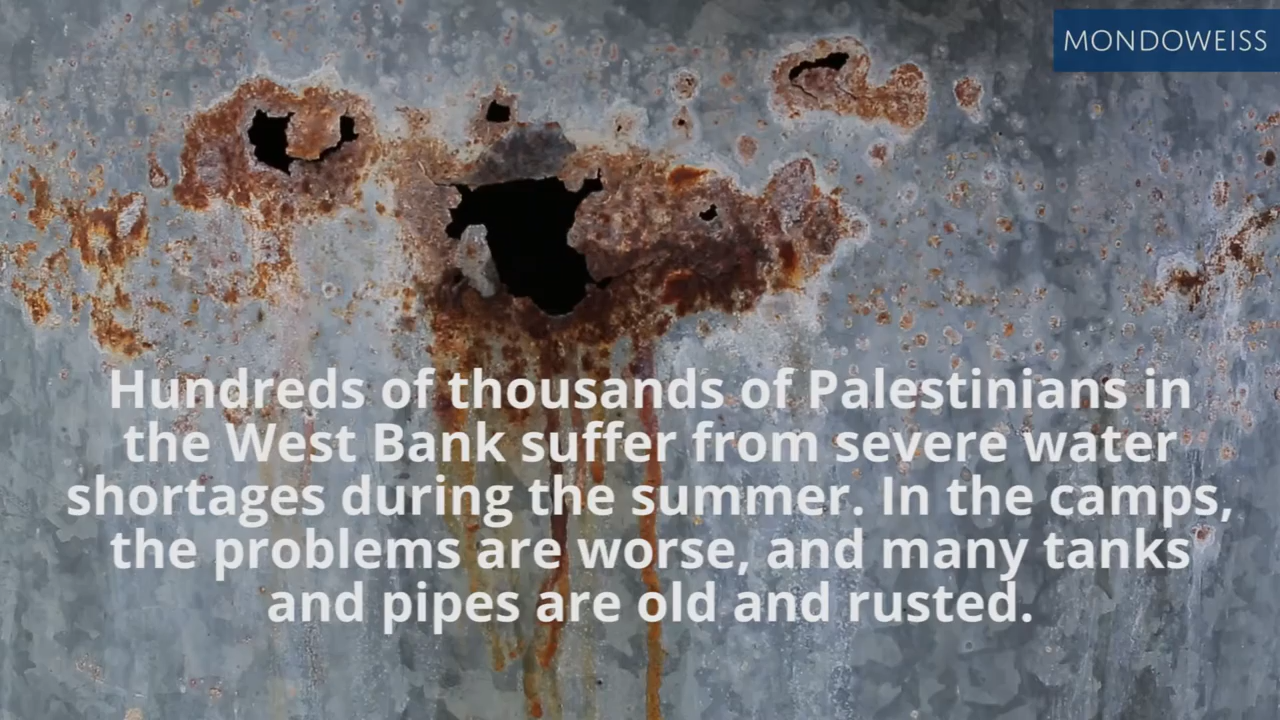 MONDOWEISS
Hundreds of thousands of Palestinians in
the West Bank suffer from severe water
shortages during the summer. In the camps,
the problems are worse, and many tanks
and pipes are old and rusted.